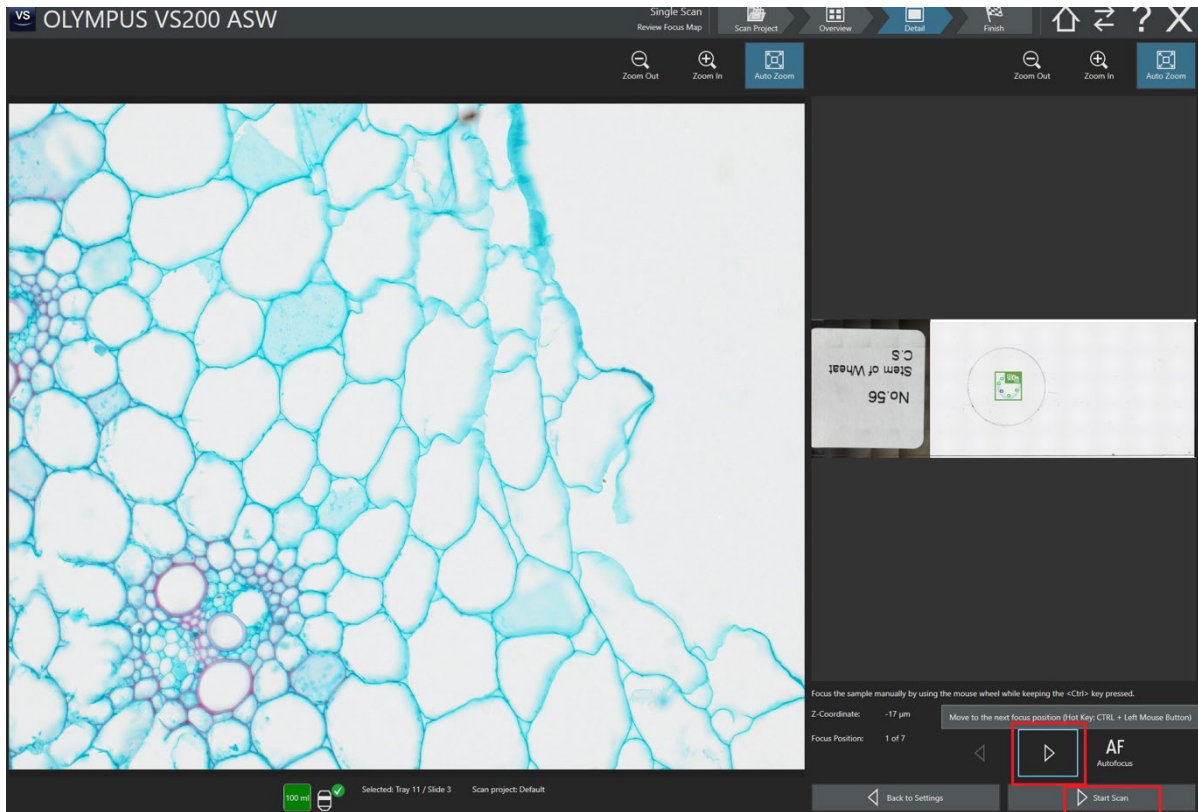 VS OLYMPUS VS200 ASW
Single Scan
Review Focus Map
Scan Project
Overview
Detail
Finish
Zoom Out
Zoom In
Auto Zoom
Zoom Out
Zoom In
Auto Zoom
No.56
Stem of Wheat
C.S
Focus the sample manually by using the mouse wheel while keeping the <Ctrl> key pressed.
Z-Coordinate: -17 µm
Move to the next focus position (Hot Key: CTRL + Left Mouse Button)
Focus Position: 1 of 7
AF
Autofocus
100 ml
Selected: Tray 11 / Slide 3 Scan project: Default
Back to Settings
Start Scan